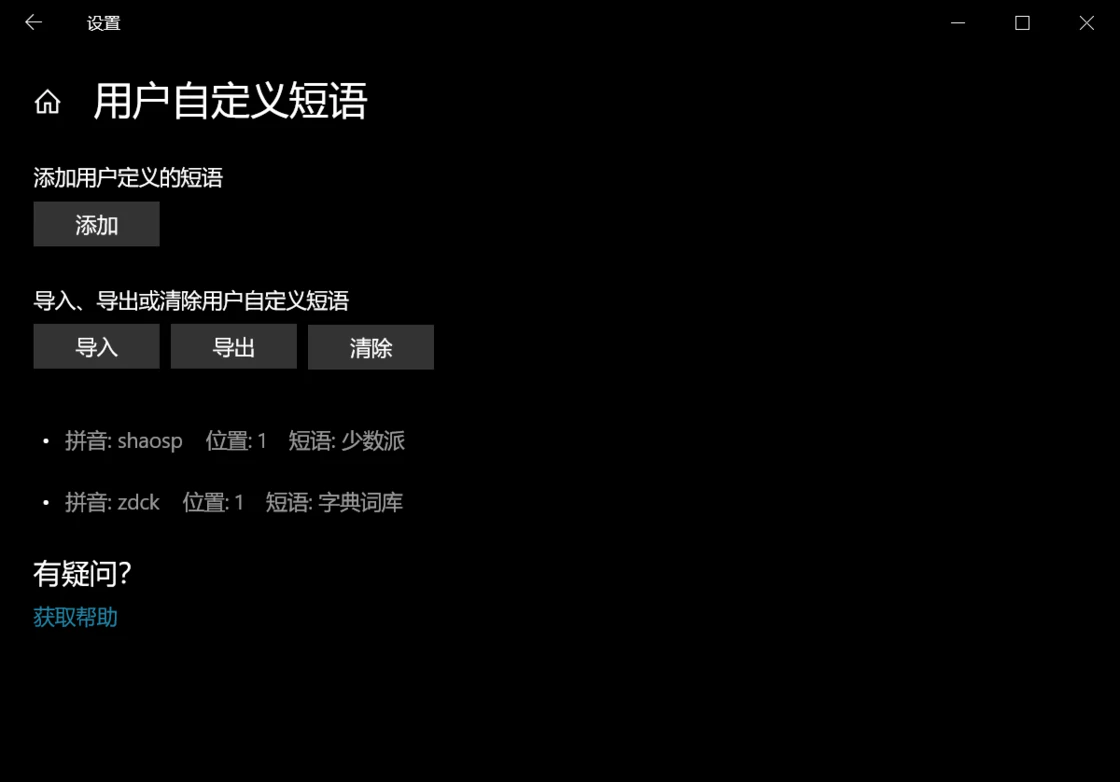 设置
用户自定义短语
添加用户定义的短语
添加
导入、导出或清除用户自定义短语
导入 导出 清除
• 拼音: shaosp 位置: 1 短语: 少数派
• 拼音: zdck 位置: 1 短语: 字典词库
有疑问?
获取帮助